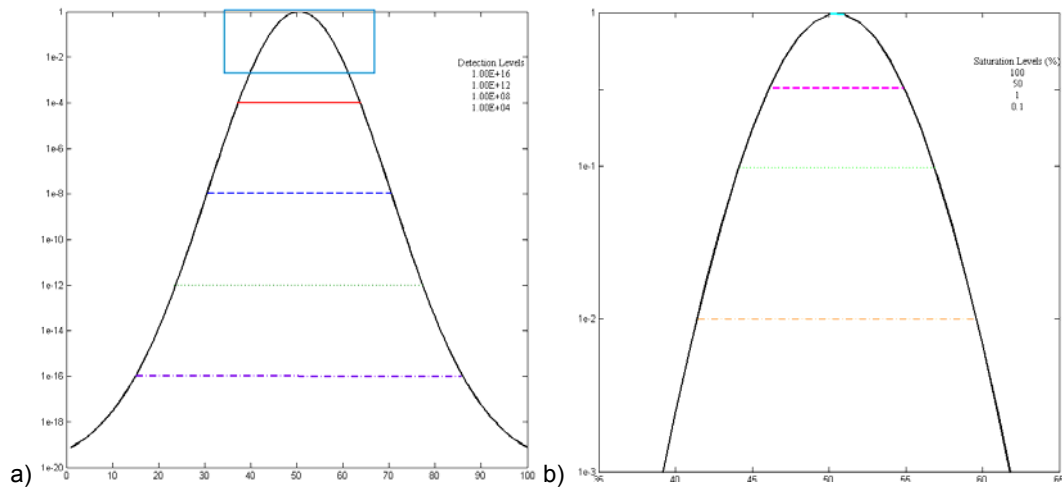 1
1e-2
1e-4
1e-6
1e-8
1e-10
1e-12
1e-14
1e-16
1e-18
1e-20
0 10 20 30 40 50 60 70 80 90 100
Detection Levels
1.00E+16
1.00E+12
1.00E+08
1.00E+04
a)
1
1e-1
1e-2
1e-3
35 40 45 50 55 60 65
Saturation Levels (%)
100
50
1
0.1
b)